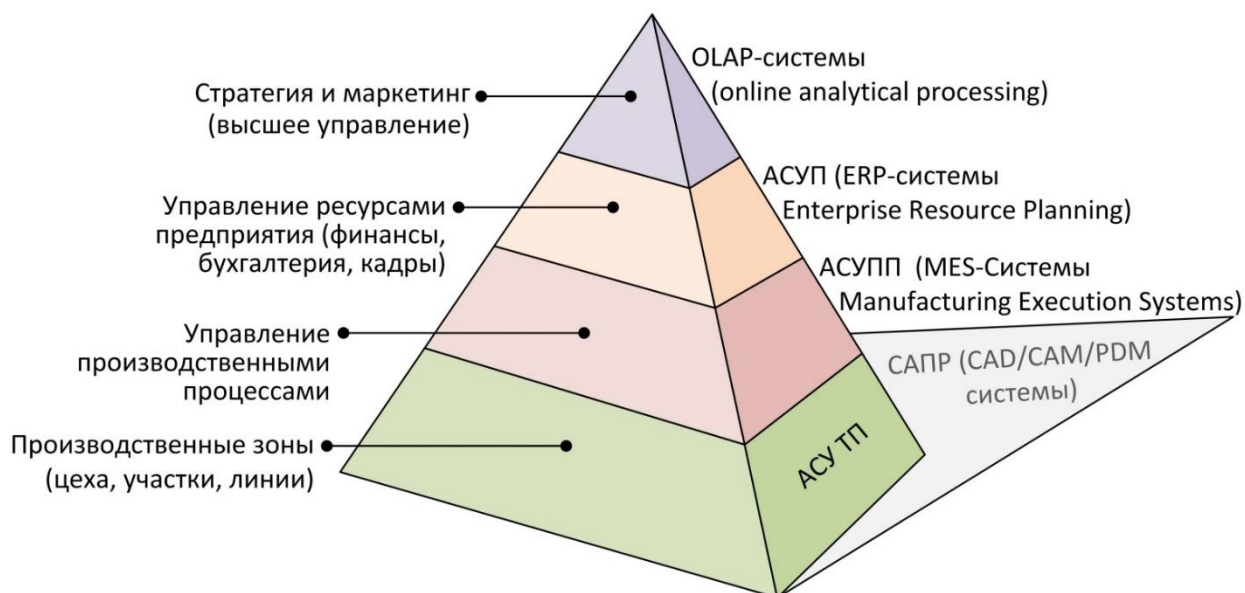 OLAP-системы
(online analytical processing)
Стратегия и маркетинг
(высшее управление)
АСУП (ERP-системы
Enterprise Resource Planning)
Управление ресурсами
предприятия (финансы,
бухгалтерия, кадры)
АСУПП (MES-Системы
Manufacturing Execution Systems)
Управление
производственными
процессами
САПР (CAD/CAM/PDM
системы)
Производственные зоны
(цеха, участки, линии)
АСУ ТП